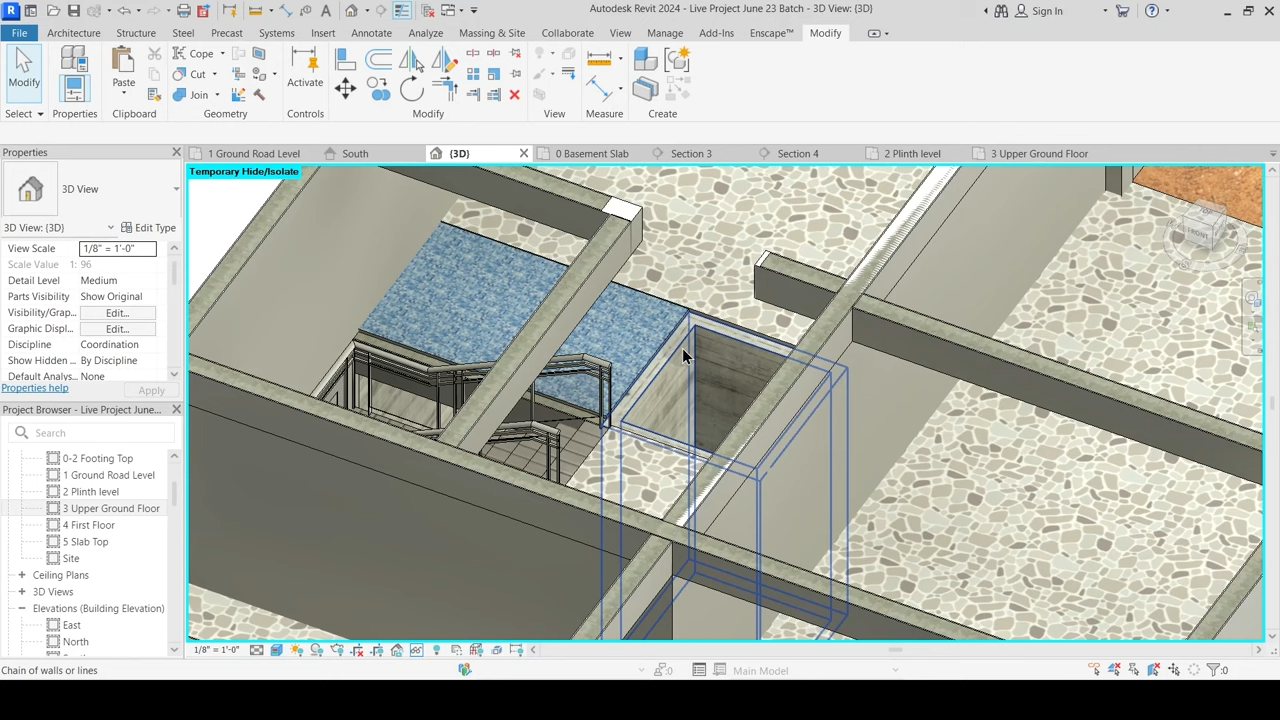 Autodesk Revit 2024 - Live Project June 23 Batch - 3D View: {3D}
Sign In
File Architecture Structure Steel Precast Systems Insert Annotate Analyze Massing & Site Collaborate View Manage Add-Ins Enscape™ Modify
Modify
Paste
Cope
Cut
Join
Activate
Select Properties Clipboard Geometry Controls Modify View Measure Create
Properties
1 Ground Road Level South {3D} 0 Basement Slab Section 3 Section 4 2 Plinth level 3 Upper Ground Floor
Temporary Hide/Isolate
3D View
3D View: {3D} Edit Type
View Scale 1/8" = 1'-0"
Scale Value 1: 96
Detail Level Medium
Parts Visibility Show Original
Visibility/Grap... Edit...
Graphic Displ... Edit...
Discipline Coordination
Show Hidden ... By Discipline
Default Analys... None
Properties help Apply
Project Browser - Live Project June...
Search
0-2 Footing Top
1 Ground Road Level
2 Plinth level
3 Upper Ground Floor
4 First Floor
5 Slab Top
Site
Ceiling Plans
3D Views
Elevations (Building Elevation)
East
North
FRONT
1/8" = 1'-0"
Chain of walls or lines
:0
Main Model
:0